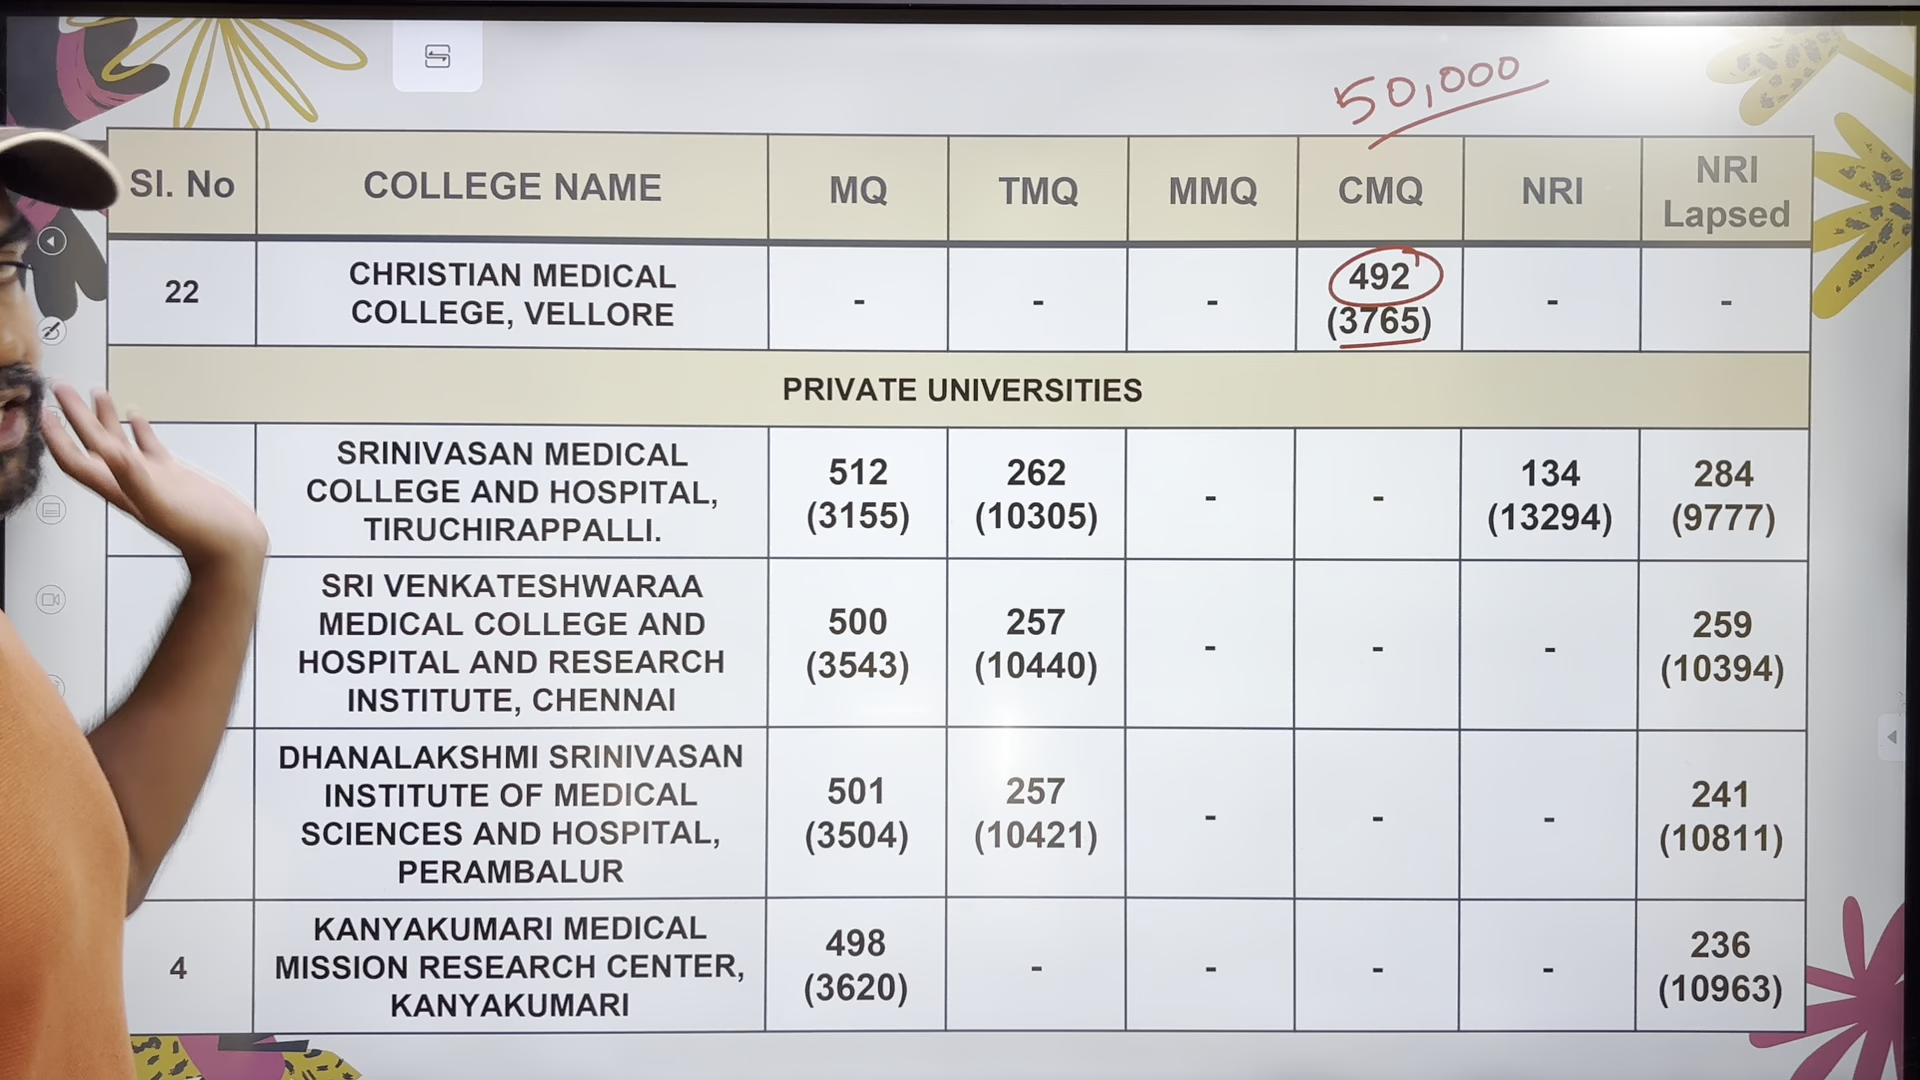 50,000
SI. No COLLEGE NAME MQ TMQ MMQ CMQ NRI NRI Lapsed
22 CHRISTIAN MEDICAL COLLEGE, VELLORE - - - 492 (3765) - -
PRIVATE UNIVERSITIES
SRINIVASAN MEDICAL COLLEGE AND HOSPITAL, TIRUCHIRAPPALLI. 512 (3155) 262 (10305) - - 134 (13294) 284 (9777)
SRI VENKATESHWARAA MEDICAL COLLEGE AND HOSPITAL AND RESEARCH INSTITUTE, CHENNAI 500 (3543) 257 (10440) - - - 259 (10394)
DHANALAKSHMI SRINIVASAN INSTITUTE OF MEDICAL SCIENCES AND HOSPITAL, PERAMBALUR 501 (3504) 257 (10421) - - - 241 (10811)
4 KANYAKUMARI MEDICAL MISSION RESEARCH CENTER, KANYAKUMARI 498 (3620) - - - - 236 (10963)